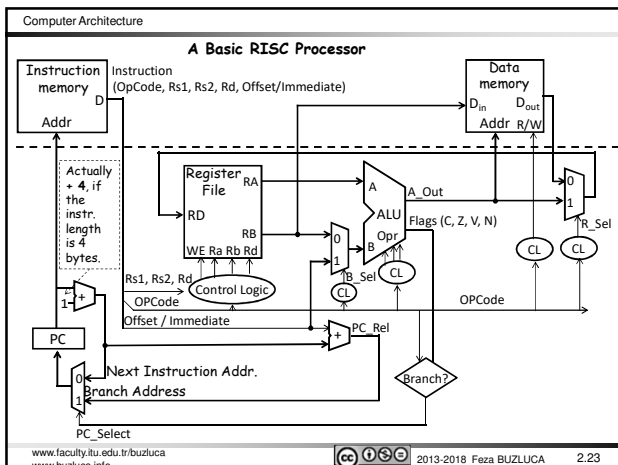 Computer Architecture
A Basic RISC Processor
Instruction memory
D
Addr
Instruction
(OpCode, Rs1, Rs2, Rd, Offset/Immediate)
Data memory
Din
Dout
Addr R/W
Actually
+ 4, if
the
instr.
length
is 4
bytes.
Register
File
RA
RD
RB
WE Ra Rb Rd
A
ALU
Opr
B
A_Out
Flags (C, Z, V, N)
0
1
R_Sel
0
1
B_Sel
CL
CL
CL
CL
Rs1, Rs2, Rd
Control Logic
OPCode
OPCode
Offset / Immediate
1
+
+
PC_Rel
PC
0
1
Next Instruction Addr.
Branch Address
Branch?
PC_Select
www.faculty.itu.edu.tr/buzluca
www.buzluca.info
2013-2018 Feza BUZLUCA
2.23